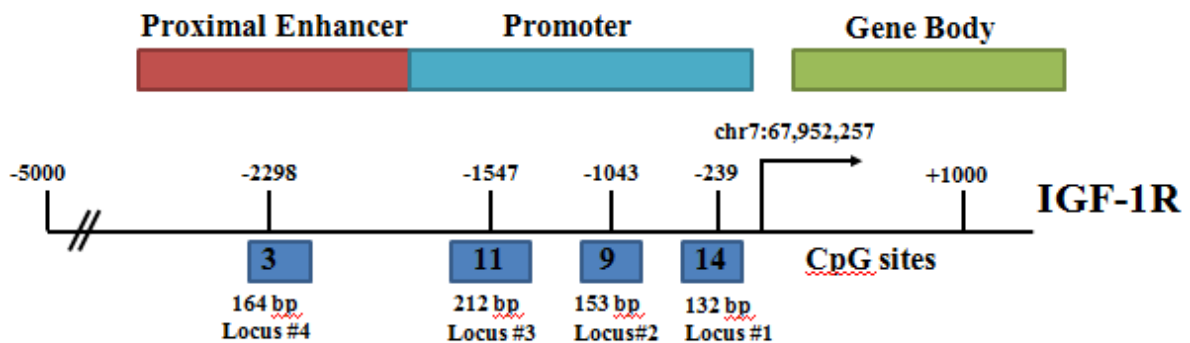 Proximal Enhancer Promoter Gene Body
chr7:67,952,257
-5000 -2298 -1547 -1043 -239 +1000
IGF-1R
3 11 9 14 CpG sites
164 bp 212 bp 153 bp 132 bp
Locus #4 Locus #3 Locus#2 Locus #1